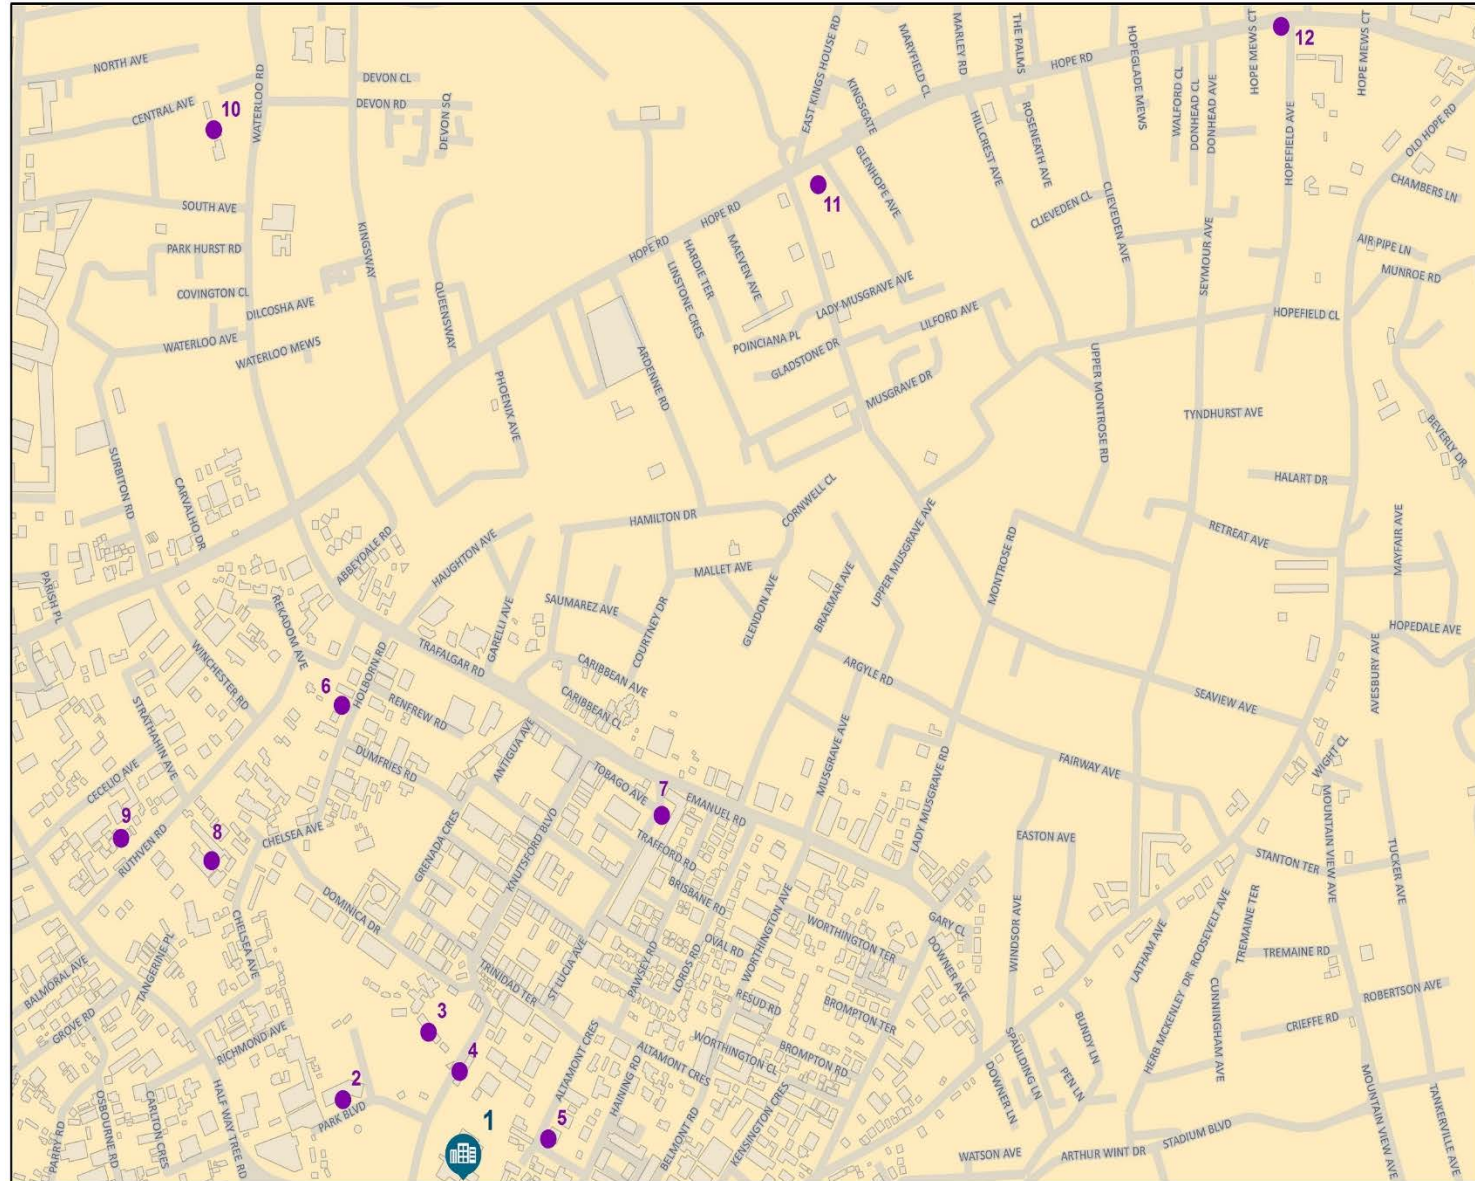 NORTH AVE
CENTRAL AVE
10
WATERLOO RD
DEVON CL
DEVON RD
DEVON SQ
EAST KINGS HOUSE RD
KINGSGATE
MARYFIELD CL
MARLEY RD
THE PALMS
HOPE RD
HOPEGLADE MEWS
WALFORD CL
DONHEAD CL
DONHEAD AVE
HOPE MEWS CT
12
HOPE MEWS CT
HOPEFIELD AVE
OLD HOPE RD
CHAMBERS LN
SOUTH AVE
PARK HURST RD
COVINGTON CL
DILCOSHA AVE
WATERLOO AVE
WATERLOO MEWS
KINGSWAY
QUEENSWAY
HOPE RD
HOPE RD
11
GLENHOPE AVE
HILLCREST AVE
ROSENEATH AVE
CLIEVEDEN CL
CLIEVEDEN AVE
SEYMOUR AVE
AIR PIPE LN
MUNROE RD
HOPEFIELD CL
HARDIE TER
LINSTONE CRES
MAEVEN AVE
LADY MUSGRAVE AVE
POINCIANA PL
GLADSTONE DR
LILFORD AVE
MUSGRAVE DR
ARDENNE RD
PHOENIX AVE
UPPER MONTROSE RD
TYNDHURST AVE
BEVERLY DR
SURBITON RD
CARVALHO DR
ABBEYDALE RD
HAUGHTON AVE
HAMILTON DR
CORNWELL CL
HALART DR
RETREAT AVE
MAYFAIR AVE
PARISH PL
REKADOM AVE
WINCHESTER RD
STRATHAHIN AVE
GARELLI AVE
SAUMAREZ AVE
MALLET AVE
COURTNEY DR
GLENDON AVE
BRAEMAR AVE
UPPER MUSGRAVE AVE
MONTROSE RD
HOPEDALE AVE
AVESBURY AVE
6
HOLBORN RD
TRAFALGAR RD
RENFREW RD
CARIBBEAN AVE
CARIBBEAN CL
ARGYLE RD
SEAVIEW AVE
CECELIO AVE
DUMFRIES RD
ANTIGUA AVE
TOBAGO AVE
7
EMANUEL RD
MUSGRAVE AVE
LADY MUSGRAVE RD
FAIRWAY AVE
WIGHT CL
9
8
RUTHVEN RD
CHELSEA AVE
GRENADA CRES
KNUTSFORD BLVD
TRAFFORD RD
BRISBANE RD
EASTON AVE
STANTON TER
MOUNTAIN VIEW AVE
TUCKER AVE
DOMINICA DR
CHELSEA AVE
TRINIDAD TER
ST LUCIA AVE
PAWSEY RD
LORDS RD
OVAL RD
WORTHINGTON AVE
WORTHINGTON TER
GARY CL
DOWNER AVE
WINDSOR AVE
LATHAM AVE
ROOSEVELT AVE
TREMAINE TER
TREMAINE RD
BALMORAL AVE
TANGERINE PL
GROVE RD
RICHMOND AVE
3
4
2
PARK BLVD
ALTAMONT CRES
ALTAMONT CRES
RESUD RD
BROMPTON TER
WORTHINGTON CL
BROMPTON RD
SPAULDING LN
BUNDY LN
HERB MCKENLEY DR
CUNNINGHAM AVE
CRIEFFE RD
ROBERTSON AVE
PARRY RD
OSBOURNE RD
CARLTON CRES
HALF WAY TREE RD
1
5
HAINING RD
BELMONT RD
KENSINGTON CRES
DOWNER LN
PEN LN
WATSON AVE
ARTHUR WINT DR
STADIUM BLVD
MOUNTAIN VIEW AVE
TANKERVILLE AVE